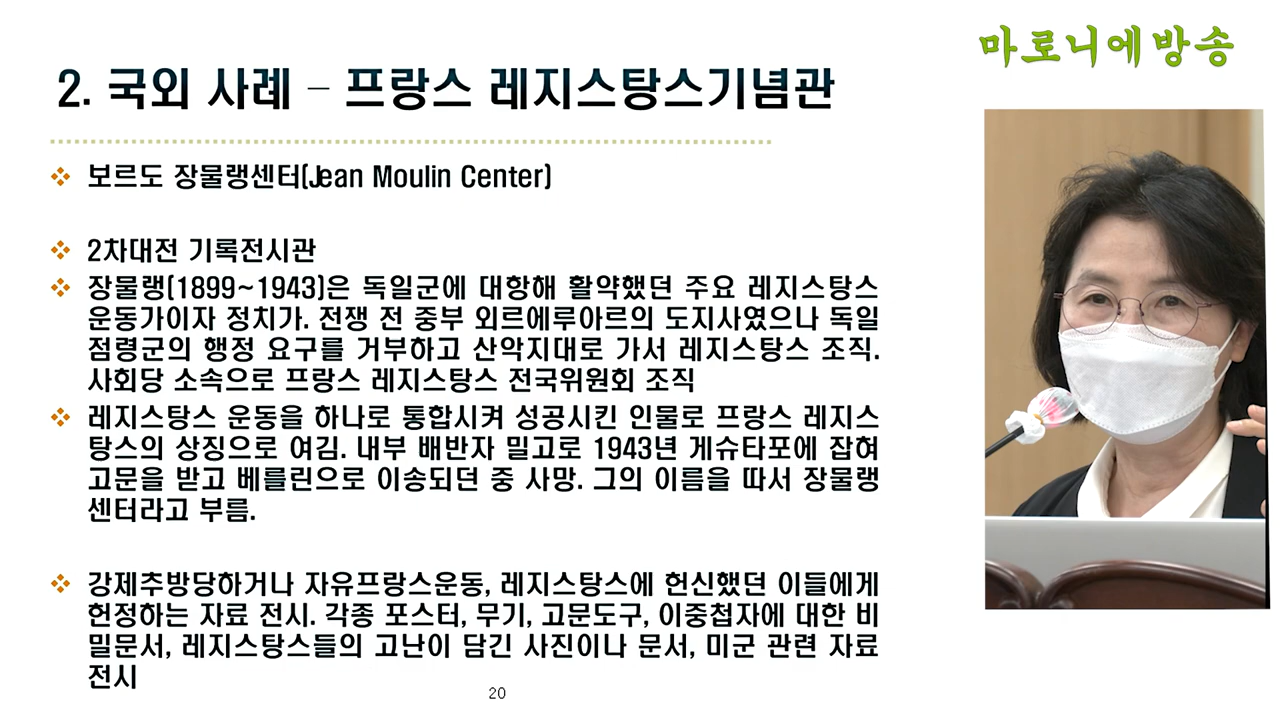 마로니에방송
2. 국외 사례 – 프랑스 레지스탕스기념관
❖ 보르도 장물랭센터(Jean Moulin Center)
❖ 2차대전 기록전시관
❖ 장물랭(1899~1943)은 독일군에 대항해 활약했던 주요 레지스탕스
운동가이자 정치가. 전쟁 전 중부 외르에루아르의 도지사였으나 독일
점령군의 행정 요구를 거부하고 산악지대로 가서 레지스탕스 조직.
사회당 소속으로 프랑스 레지스탕스 전국위원회 조직
❖ 레지스탕스 운동을 하나로 통합시켜 성공시킨 인물로 프랑스 레지스
탕스의 상징으로 여김. 내부 배반자 밀고로 1943년 게슈타포에 잡혀
고문을 받고 베를린으로 이송되던 중 사망. 그의 이름을 따서 장물랭
센터라고 부름.
❖ 강제추방당하거나 자유프랑스운동, 레지스탕스에 헌신했던 이들에게
헌정하는 자료 전시. 각종 포스터, 무기, 고문도구, 이중첩자에 대한 비
밀문서, 레지스탕스들의 고난이 담긴 사진이나 문서, 미군 관련 자료
전시
20